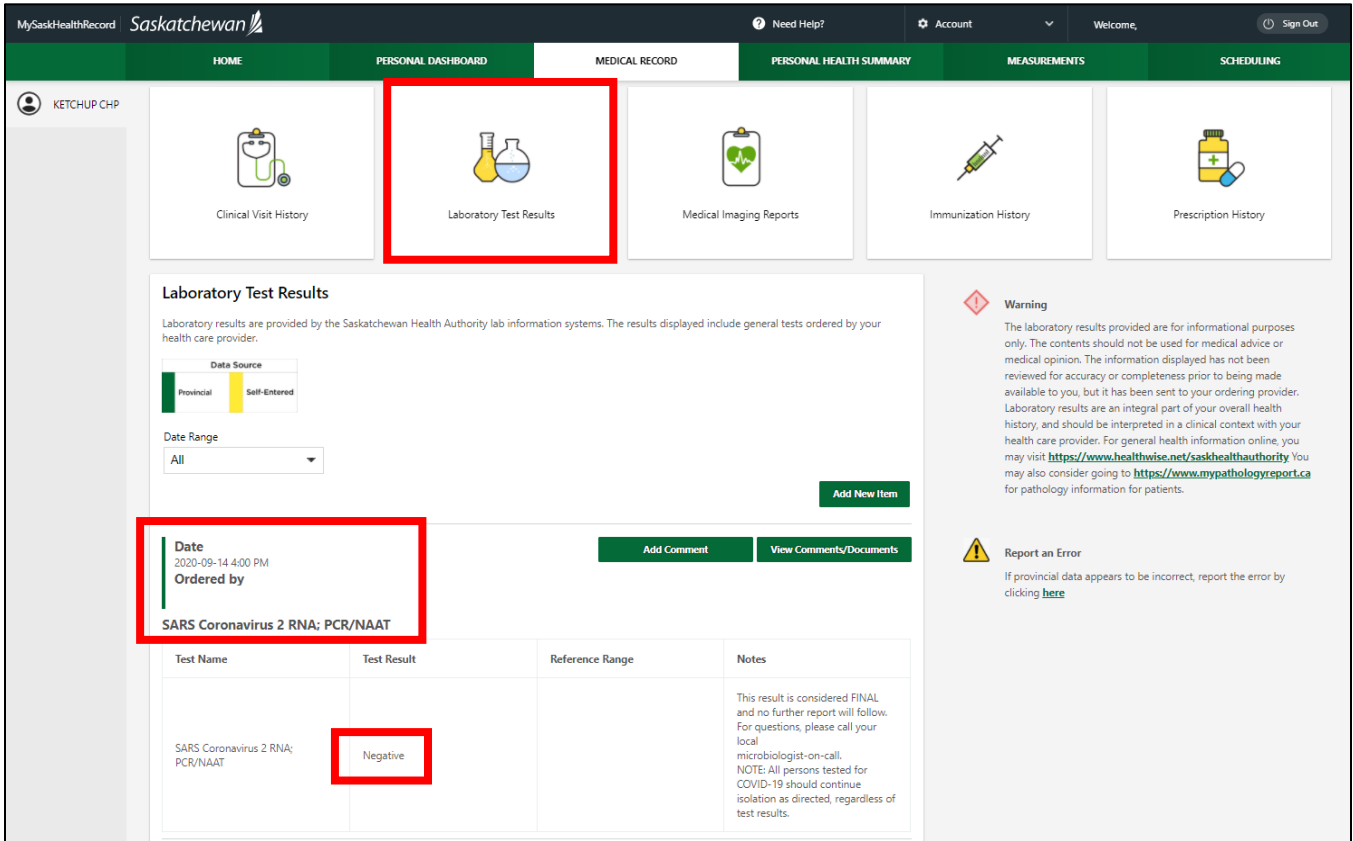 MySaskHealthRecord Saskatchewan Need Help? Account Welcome, Sign Out
HOME PERSONAL DASHBOARD MEDICAL RECORD PERSONAL HEALTH SUMMARY MEASUREMENTS SCHEDULING
KETCHUP CHP
Clinical Visit History
Laboratory Test Results
Medical Imaging Reports
Immunization History
Prescription History
Laboratory Test Results
Laboratory results are provided by the Saskatchewan Health Authority lab information systems. The results displayed include general tests ordered by your
health care provider.
Data Source
Provincial Self-Entered
Date Range
All
Add New Item
Date
2020-09-14 4:00 PM
Ordered by
Add Comment View Comments/Documents
SARS Coronavirus 2 RNA; PCR/NAAT
Test Name Test Result Reference Range Notes
SARS Coronavirus 2 RNA;
PCR/NAAT
Negative
This result is considered FINAL
and no further report will follow.
For questions, please call your
local
microbiologist-on-call.
NOTE: All persons tested for
COVID-19 should continue
isolation as directed, regardless of
test results.
Warning
The laboratory results provided are for informational purposes
only. The contents should not be used for medical advice or
medical opinion. The information displayed has not been
reviewed for accuracy or completeness prior to being made
available to you, but it has been sent to your ordering provider.
Laboratory results are an integral part of your overall health
history, and should be interpreted in a clinical context with your
health care provider. For general health information online, you
may visit https://www.healthwise.net/saskhealthauthority You
may also consider going to https://www.mypathologyreport.ca
for pathology information for patients.
Report an Error
If provincial data appears to be incorrect, report the error by
clicking here